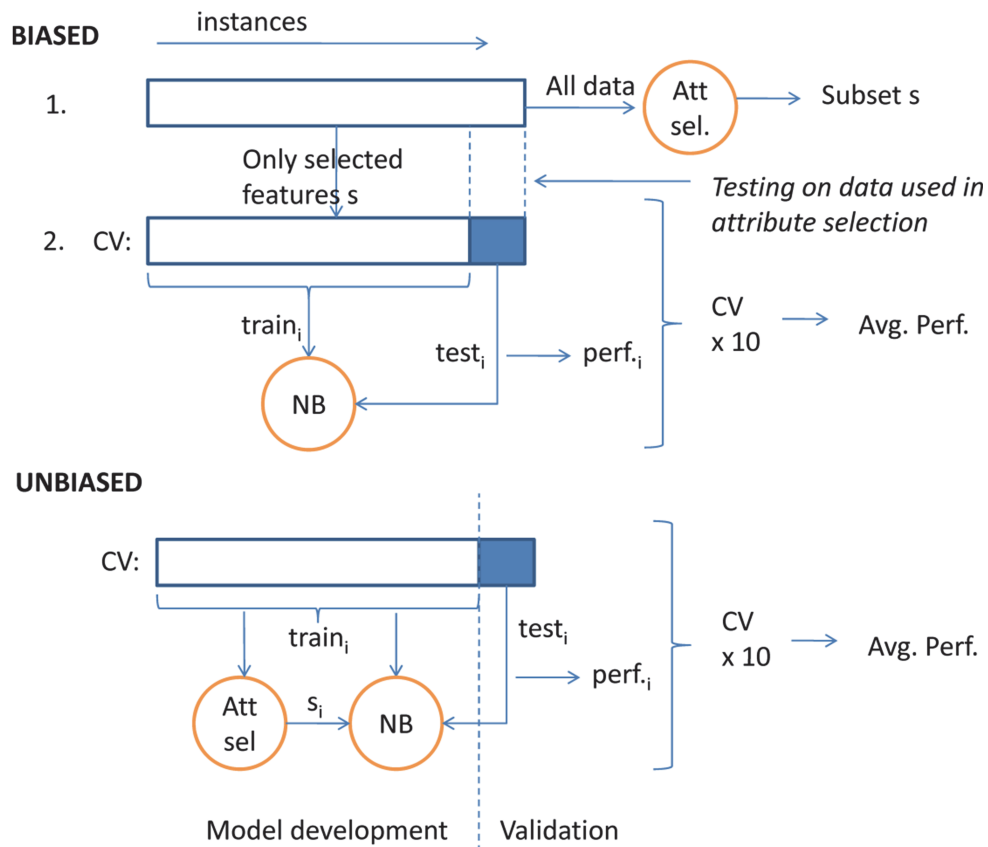 instances
BIASED
1.
All data
Att
sel.
Subset s
Only selected
features s
Testing on data used in
attribute selection
2. CV:
trainᵢ
testᵢ
perf.ᵢ
NB
CV
x 10
Avg. Perf.
UNBIASED
CV:
trainᵢ
testᵢ
perf.ᵢ
Att
sel
sᵢ
NB
CV
x 10
Avg. Perf.
Model development
Validation